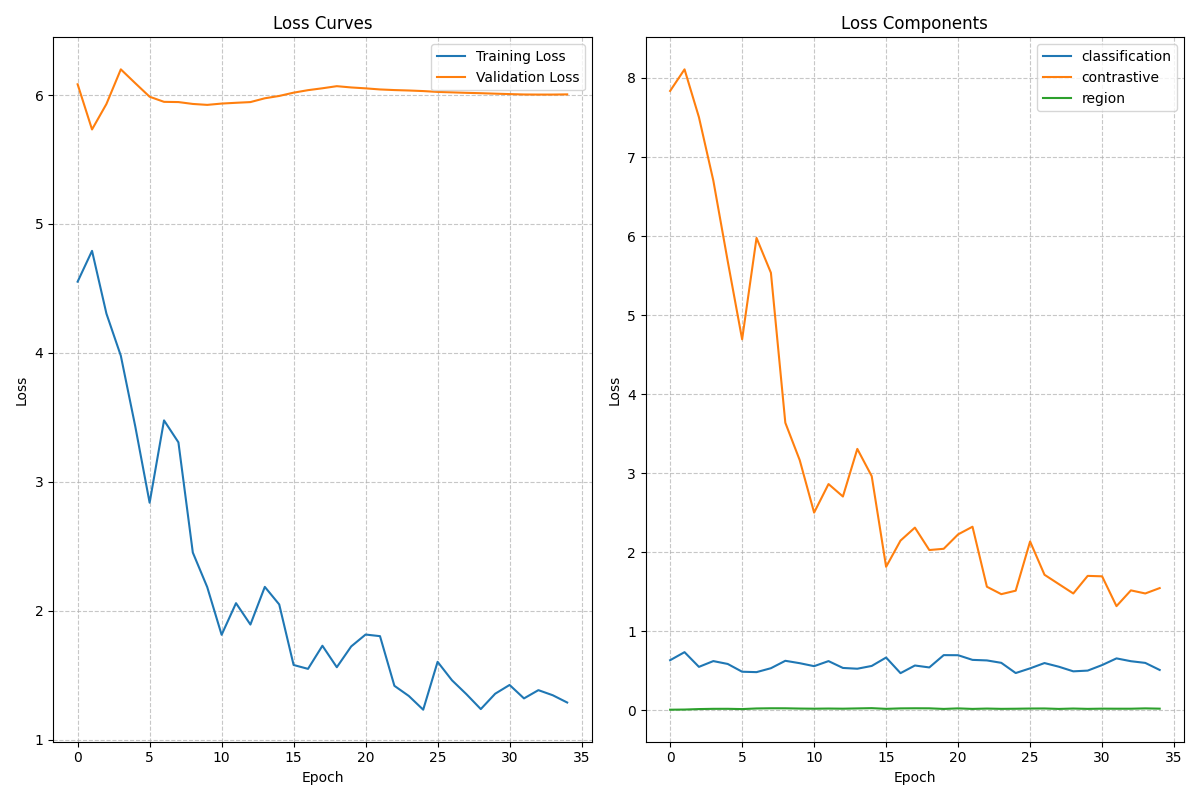 Loss Curves
Training Loss
Validation Loss
6
5
4
3
2
1
Loss
0
5
10
15
20
25
30
35
Epoch
Loss Components
classification
contrastive
region
8
7
6
5
4
3
2
1
0
Loss
0
5
10
15
20
25
30
35
Epoch